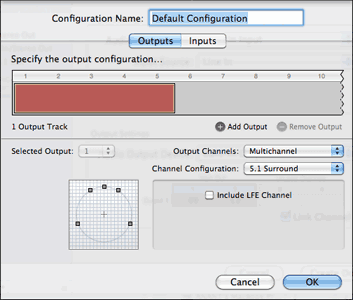 Configuration Name: Default Configuration
Outputs Inputs
Specify the output configuration...
1 2 3 4 5 6 7 8 9 10
1 Output Track Add Output Remove Output
Selected Output: 1 Output Channels: Multichannel
Channel Configuration: 5.1 Surround
Include LFE Channel
Cancel OK